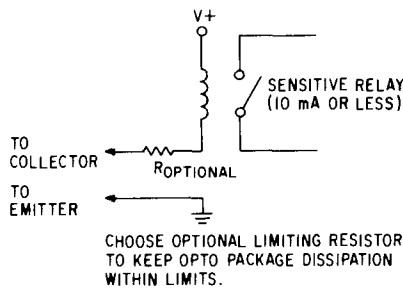 V+
SENSITIVE RELAY
(10 mA OR LESS)
TO
COLLECTOR
ROPTIONAL
TO
EMITTER
CHOOSE OPTIONAL LIMITING RESISTOR
TO KEEP OPTO PACKAGE DISSIPATION
WITHIN LIMITS.